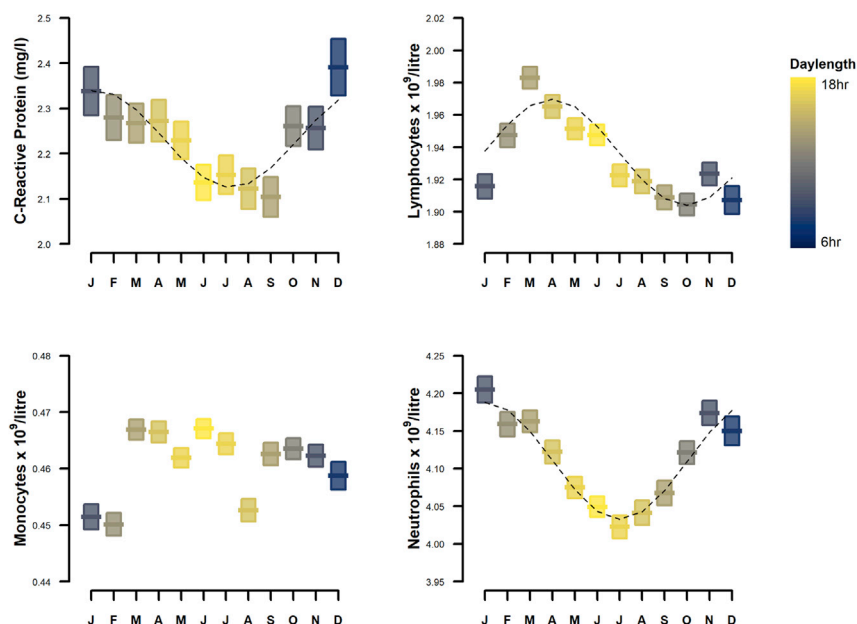 C-Reactive Protein (mg/l)
2.5
2.4
2.3
2.2
2.1
2.0
J F M A M J J A S O N D
Lymphocytes x 10⁹/litre
2.02
2.00
1.98
1.96
1.94
1.92
1.90
1.88
J F M A M J J A S O N D
Daylength
18hr
6hr
Monocytes x 10⁹/litre
0.48
0.47
0.46
0.45
0.44
J F M A M J J A S O N D
Neutrophils x 10⁹/litre
4.25
4.20
4.15
4.10
4.05
4.00
3.95
J F M A M J J A S O N D